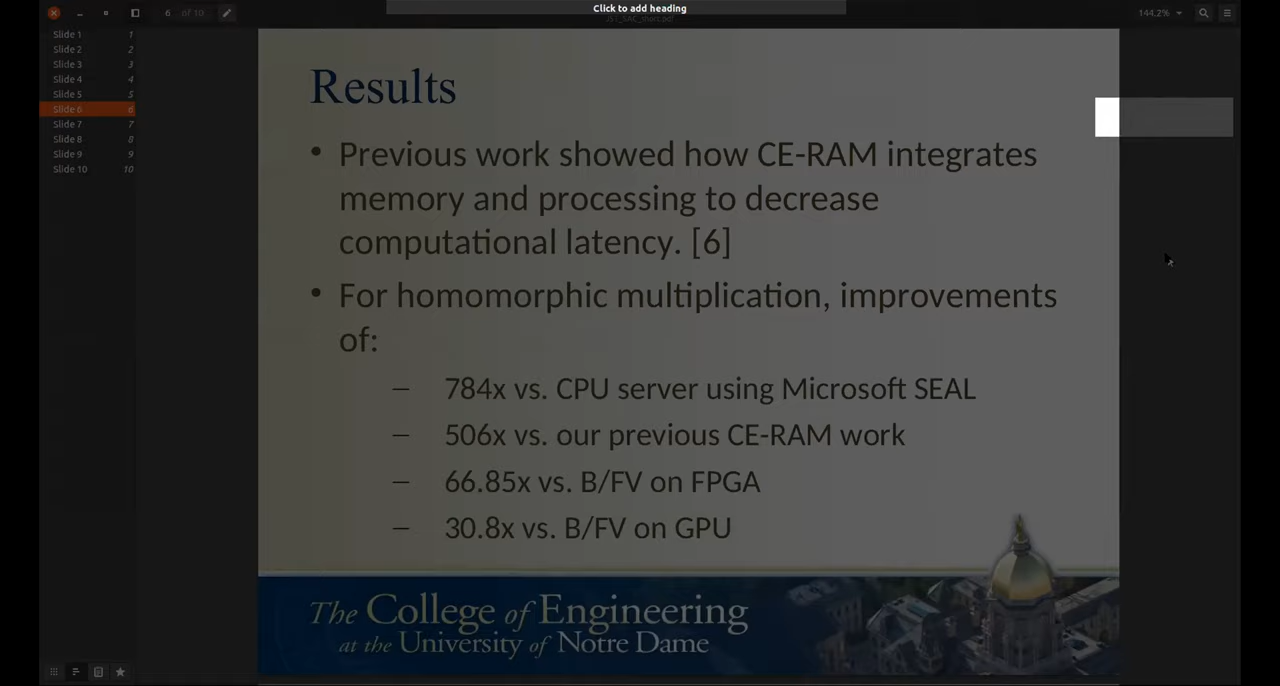 Click to add heading
6 of 10
JST_SAC_short.pdf
144.2%
Slide 1 1
Slide 2 2
Slide 3 3
Slide 4 4
Slide 5 5
Slide 6 6
Slide 7 7
Slide 8 8
Slide 9 9
Slide 10 10
Results
• Previous work showed how CE-RAM integrates
memory and processing to decrease
computational latency. [6]
• For homomorphic multiplication, improvements
of:
– 784x vs. CPU server using Microsoft SEAL
– 506x vs. our previous CE-RAM work
– 66.85x vs. B/FV on FPGA
– 30.8x vs. B/FV on GPU
The College of Engineering
at the University of Notre Dame